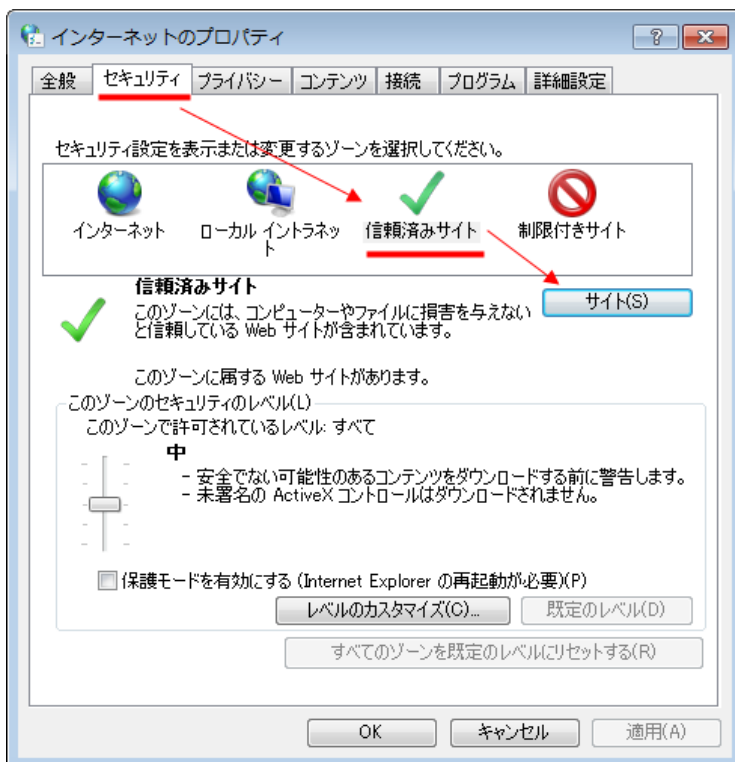 インターネットのプロパティ
全般 セキュリティ プライバシー コンテンツ 接続 プログラム 詳細設定
セキュリティ設定を表示または変更するゾーンを選択してください。
インターネット ローカル イントラネッ 信頼済みサイト 制限付きサイト
ト
信頼済みサイト
サイト(S)
このゾーンには、コンピューターやファイルに損害を与えない
と信頼している Web サイトが含まれています。
このゾーンに属する Web サイトがあります。
このゾーンのセキュリティのレベル(L)
このゾーンで許可されているレベル: すべて
中
- 安全でない可能性のあるコンテンツをダウンロードする前に警告します。
- 未署名の ActiveX コントロールはダウンロードされません。
保護モードを有効にする (Internet Explorer の再起動が必要)(P)
レベルのカスタマイズ(C)... 既定のレベル(D)
すべてのゾーンを既定のレベルにリセットする(R)
OK キャンセル 適用(A)